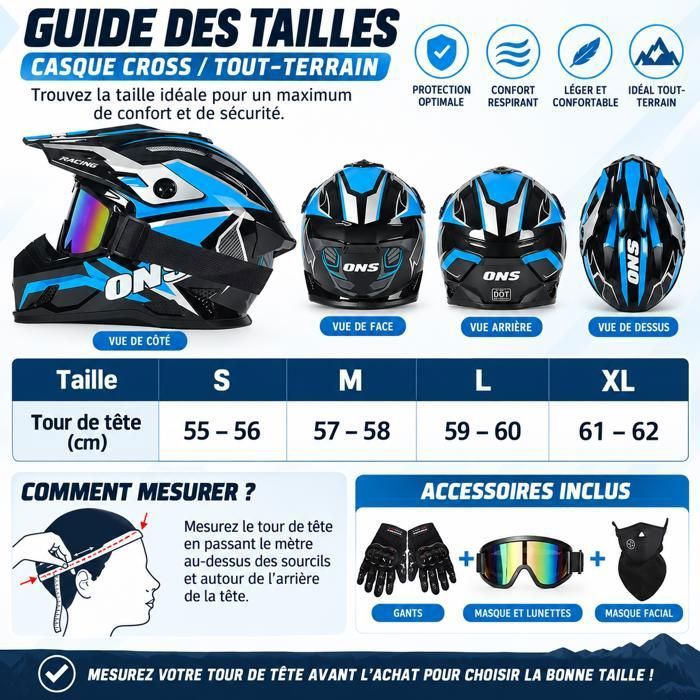 GUIDE DES TAILLES
CASQUE CROSS / TOUT-TERRAIN
Trouvez la taille idéale pour un maximum
de confort et de sécurité.
PROTECTION
OPTIMALE
CONFORT
RESPIRANT
LÉGER ET
CONFORTABLE
IDÉAL TOUT-
TERRAIN
RACING
ONS
ONS
ONS
DOT
ONS
VUE DE CÔTÉ
VUE DE FACE
VUE ARRIÈRE
VUE DE DESSUS
Taille S M L XL
Tour de tête
(cm)
55 – 56 57 – 58 59 – 60 61 – 62
COMMENT MESURER ?
Mesurez le tour de tête
en passant le mètre
au-dessus des sourcils
et autour de l'arrière
de la tête.
ACCESSOIRES INCLUS
+ +
GANTS
MASQUE ET LUNETTES
MASQUE FACIAL
MESUREZ VOTRE TOUR DE TÊTE AVANT L'ACHAT POUR CHOISIR LA BONNE TAILLE !